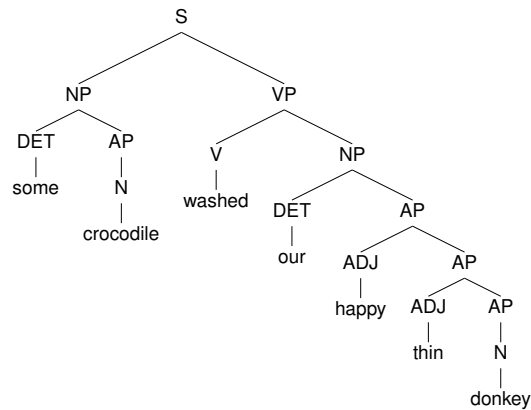 S
NP VP
DET AP V NP
some N washed DET AP
crocodile our ADJ AP
happy ADJ AP
thin N
donkey